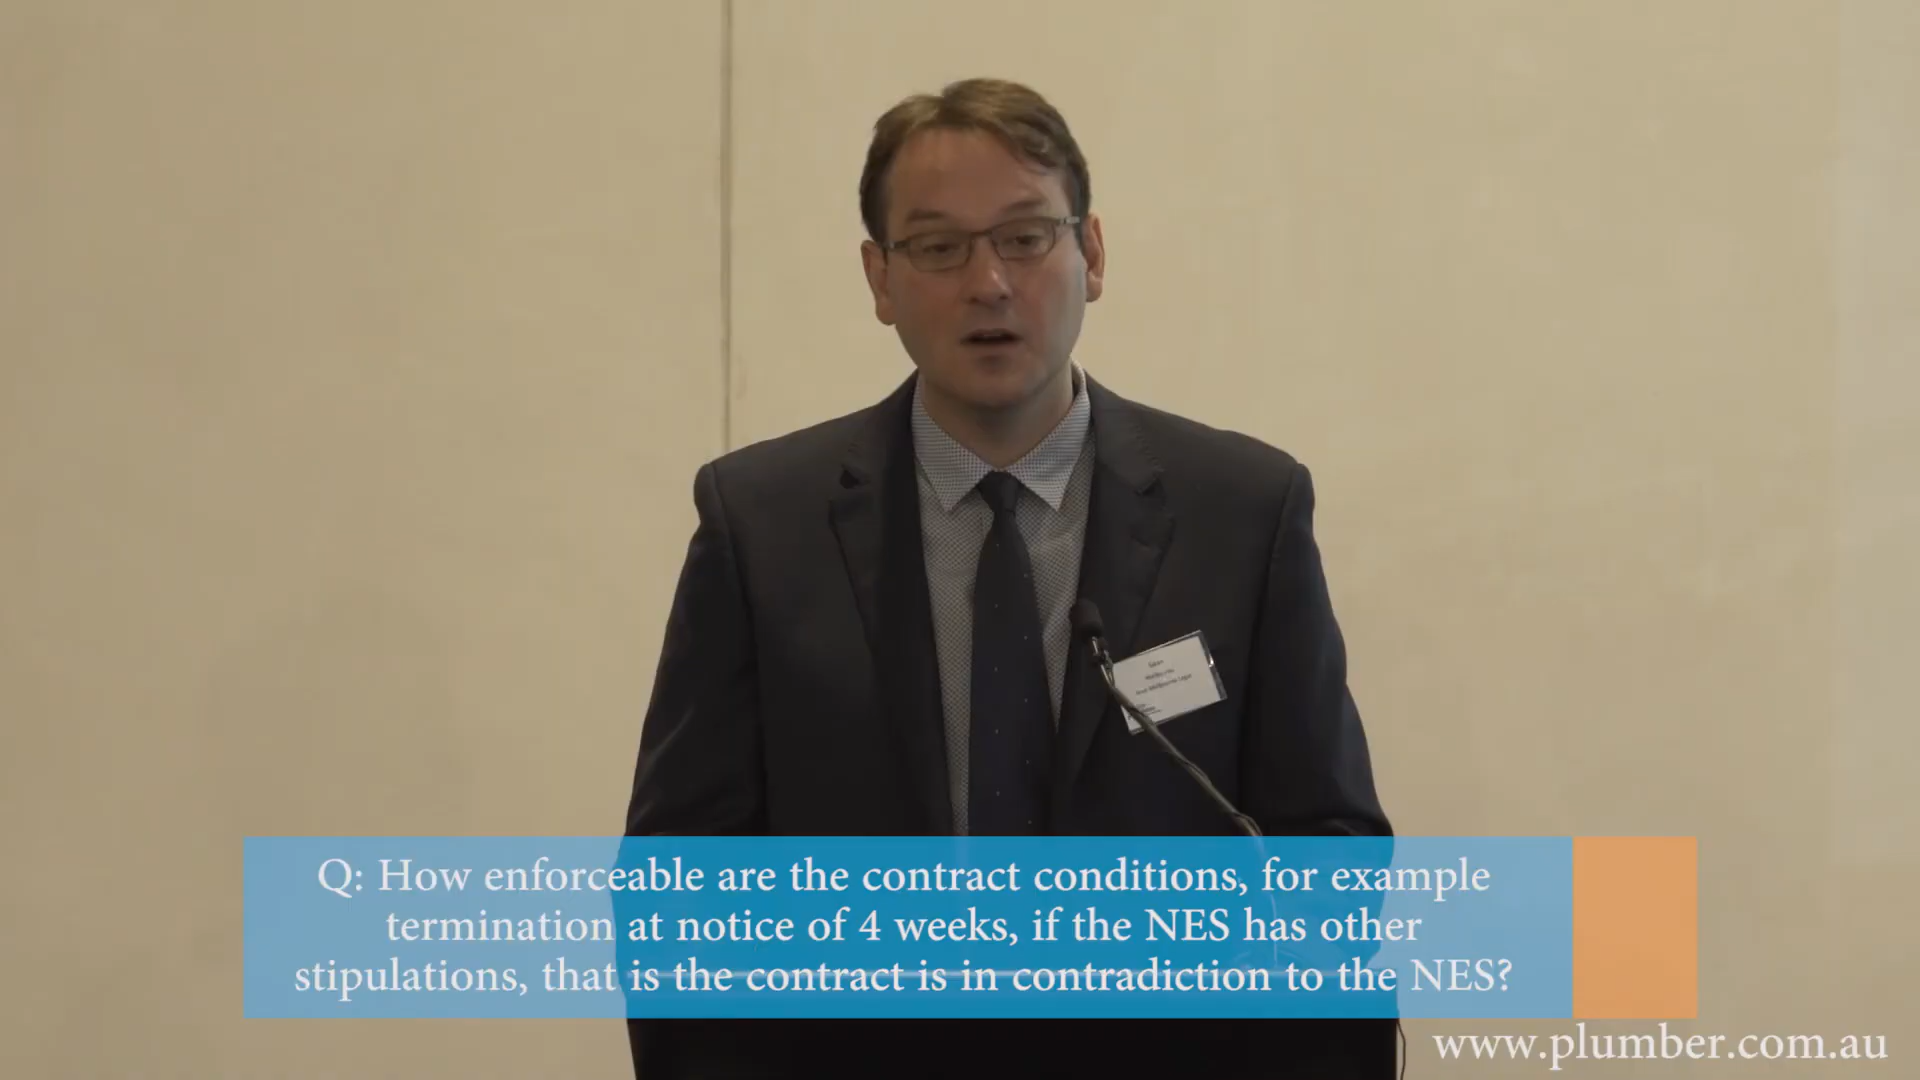 Q: How enforceable are the contract conditions, for example
termination at notice of 4 weeks, if the NES has other
stipulations, that is the contract is in contradiction to the NES?
www.plumber.com.au